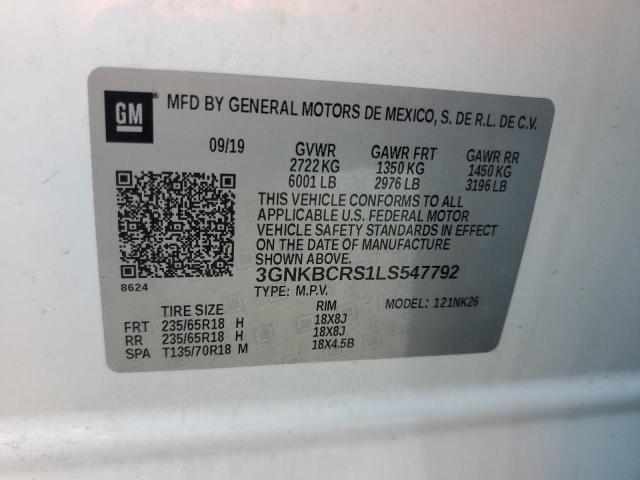 GM ® MFD BY GENERAL MOTORS DE MEXICO, S. DE R.L. DE C.V.
09/19 GVWR GAWR FRT GAWR RR
2722 KG 1350 KG 1450 KG
6001 LB 2976 LB 3196 LB
THIS VEHICLE CONFORMS TO ALL
APPLICABLE U.S. FEDERAL MOTOR
VEHICLE SAFETY STANDARDS IN EFFECT
ON THE DATE OF MANUFACTURE
SHOWN ABOVE.
8624 3GNKBCRS1LS547792
TYPE: M.P.V. MODEL: 121NK26
TIRE SIZE RIM
FRT 235/65R18 H 18X8J
RR 235/65R18 H 18X8J
SPA T135/70R18 M 18X4.5B